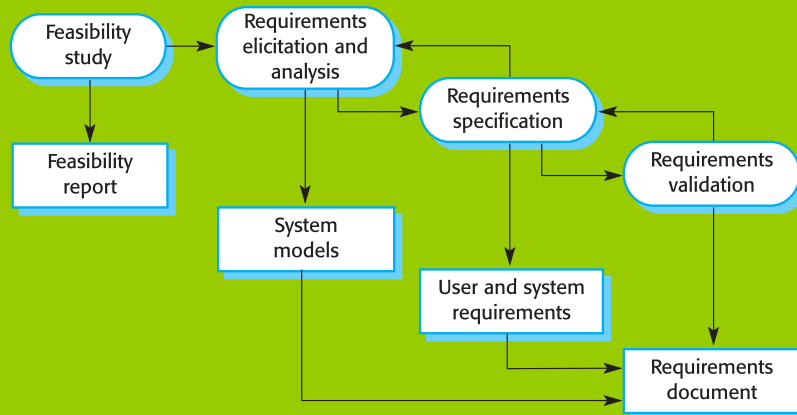 Feasibility
study
Requirements
elicitation and
analysis
Requirements
specification
Requirements
validation
Feasibility
report
System
models
User and system
requirements
Requirements
document